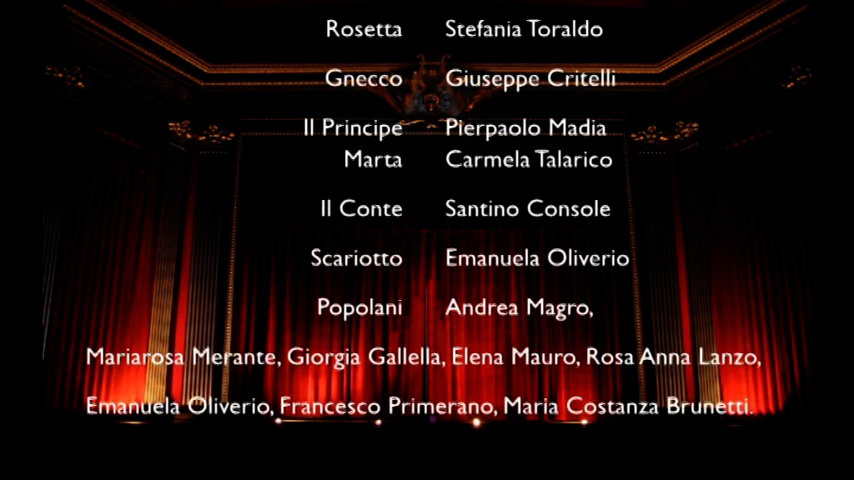 Rosetta Stefania Toraldo
Gnecco Giuseppe Critelli
Il Principe Pierpaolo Madia
Marta Carmela Talarico
Il Conte Santino Console
Scariotto Emanuela Oliverio
Popolani Andrea Magro,
Mariarosa Merante, Giorgia Gallella, Elena Mauro, Rosa Anna Lanzo,
Emanuela Oliverio, Francesco Primerano, Maria Costanza Brunetti.